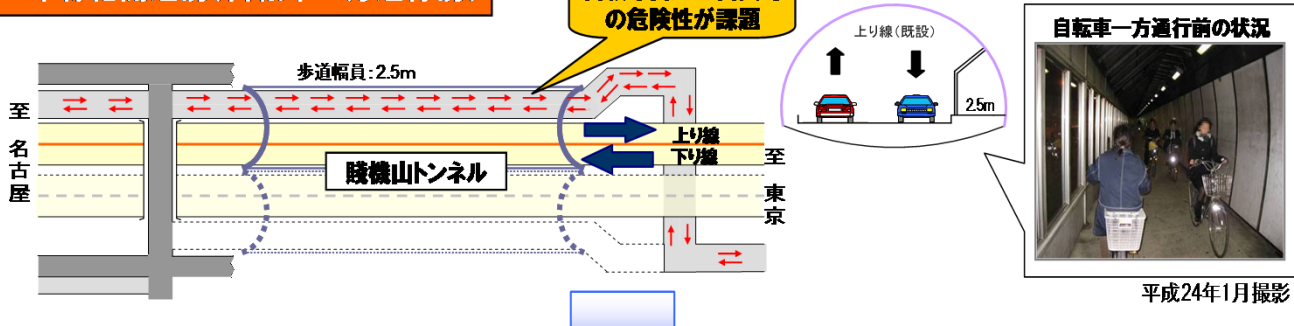 の危険性が課題
歩道幅員:2.5m
至
名
古
屋
上り線
下り線
賤機山トンネル
至
東
京
上り線(既設)
2.5m
自転車一方通行前の状況
平成24年1月撮影